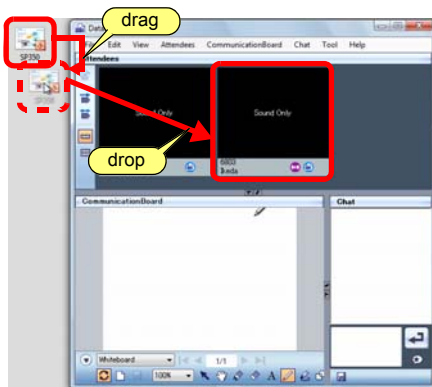 drag
Data
File Edit View Attendees CommunicationBoard Chat Tool Help
Attendees
SP350
Sound Only
Sound Only
drop
6803
Ikeda
CommunicationBoard
Chat
Whiteboard
1/1
100%
A